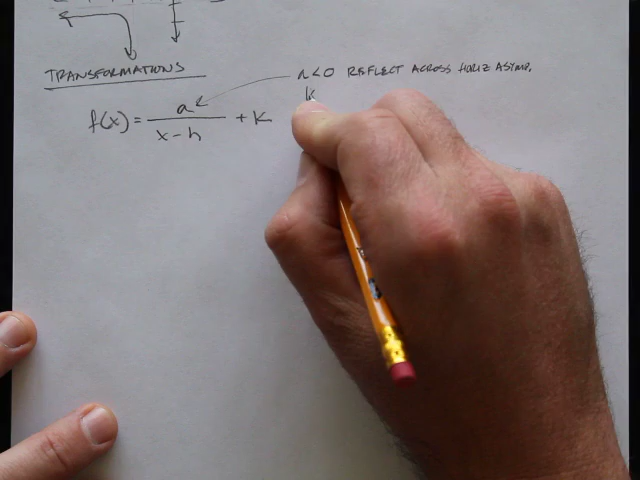 TRANSFORMATIONS
a<0 REFLECT ACROSS HORIZ ASYMP.
k
f(x) = a / (x-h) + k